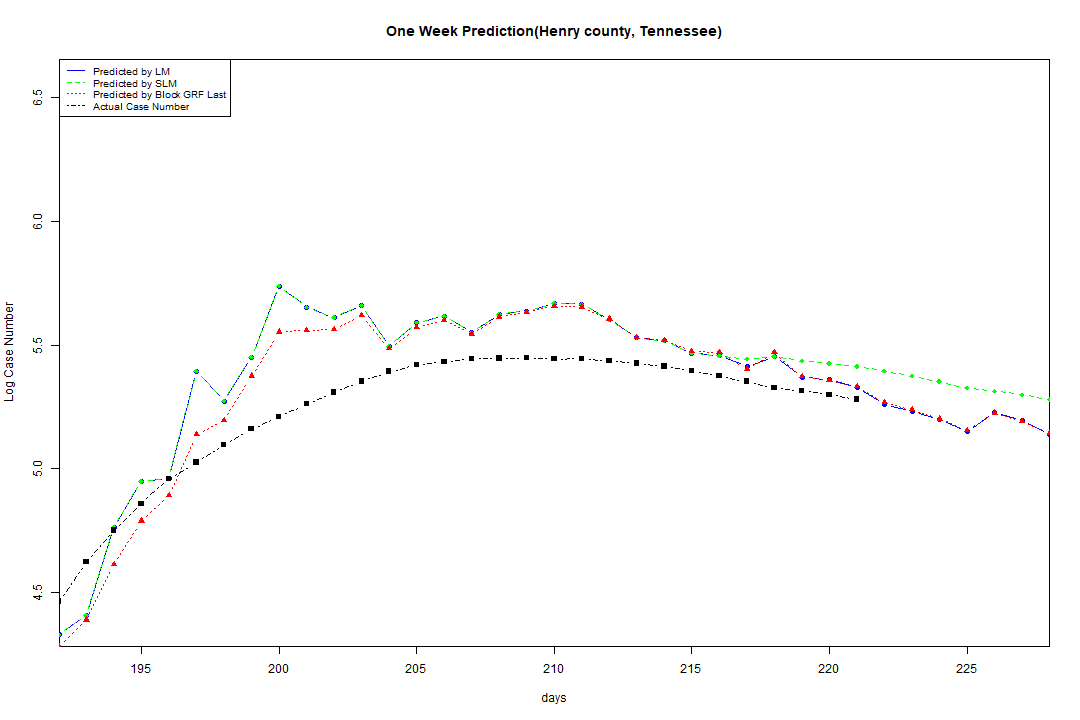 One Week Prediction(Henry county, Tennessee)
Predicted by LM
Predicted by SLM
Predicted by Block GRF Last
Actual Case Number
Log Case Number
6.5
6.0
5.5
5.0
4.5
195 200 205 210 215 220 225
days